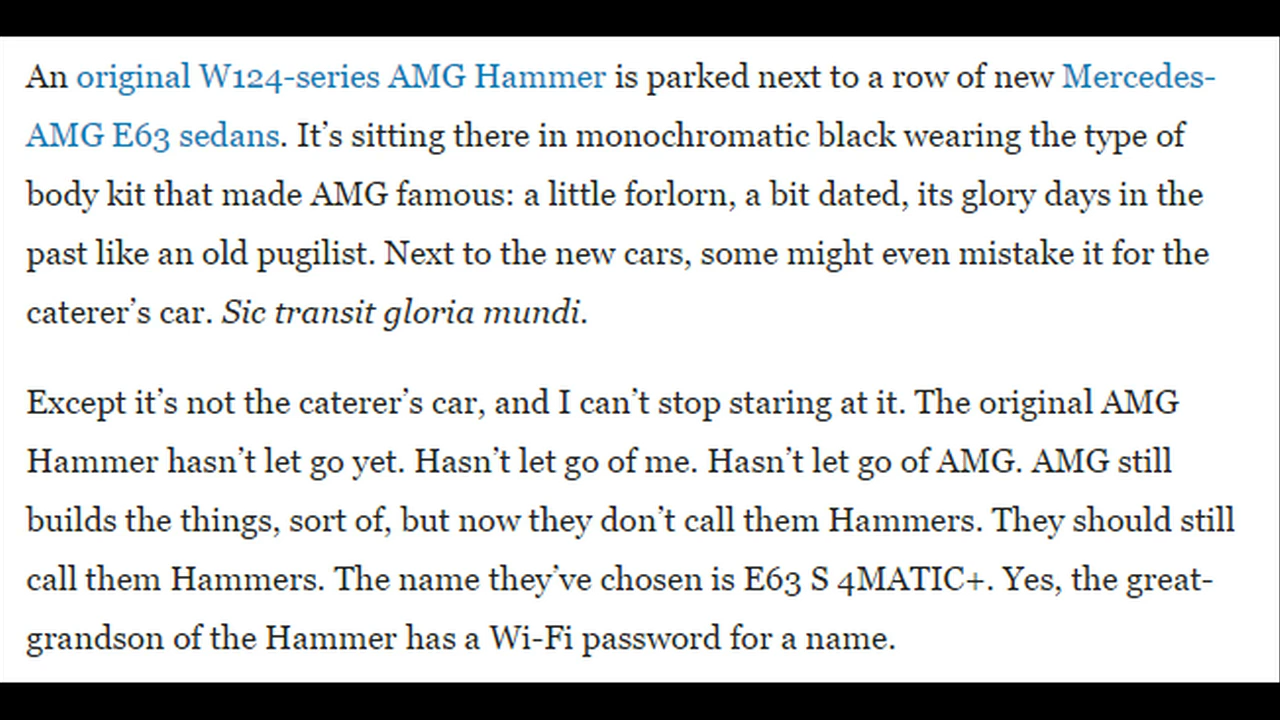 An original W124-series AMG Hammer is parked next to a row of new Mercedes-
AMG E63 sedans. It’s sitting there in monochromatic black wearing the type of
body kit that made AMG famous: a little forlorn, a bit dated, its glory days in the
past like an old pugilist. Next to the new cars, some might even mistake it for the
caterer’s car. Sic transit gloria mundi.
Except it’s not the caterer’s car, and I can’t stop staring at it. The original AMG
Hammer hasn’t let go yet. Hasn’t let go of me. Hasn’t let go of AMG. AMG still
builds the things, sort of, but now they don’t call them Hammers. They should still
call them Hammers. The name they’ve chosen is E63 S 4MATIC+. Yes, the great-
grandson of the Hammer has a Wi-Fi password for a name.